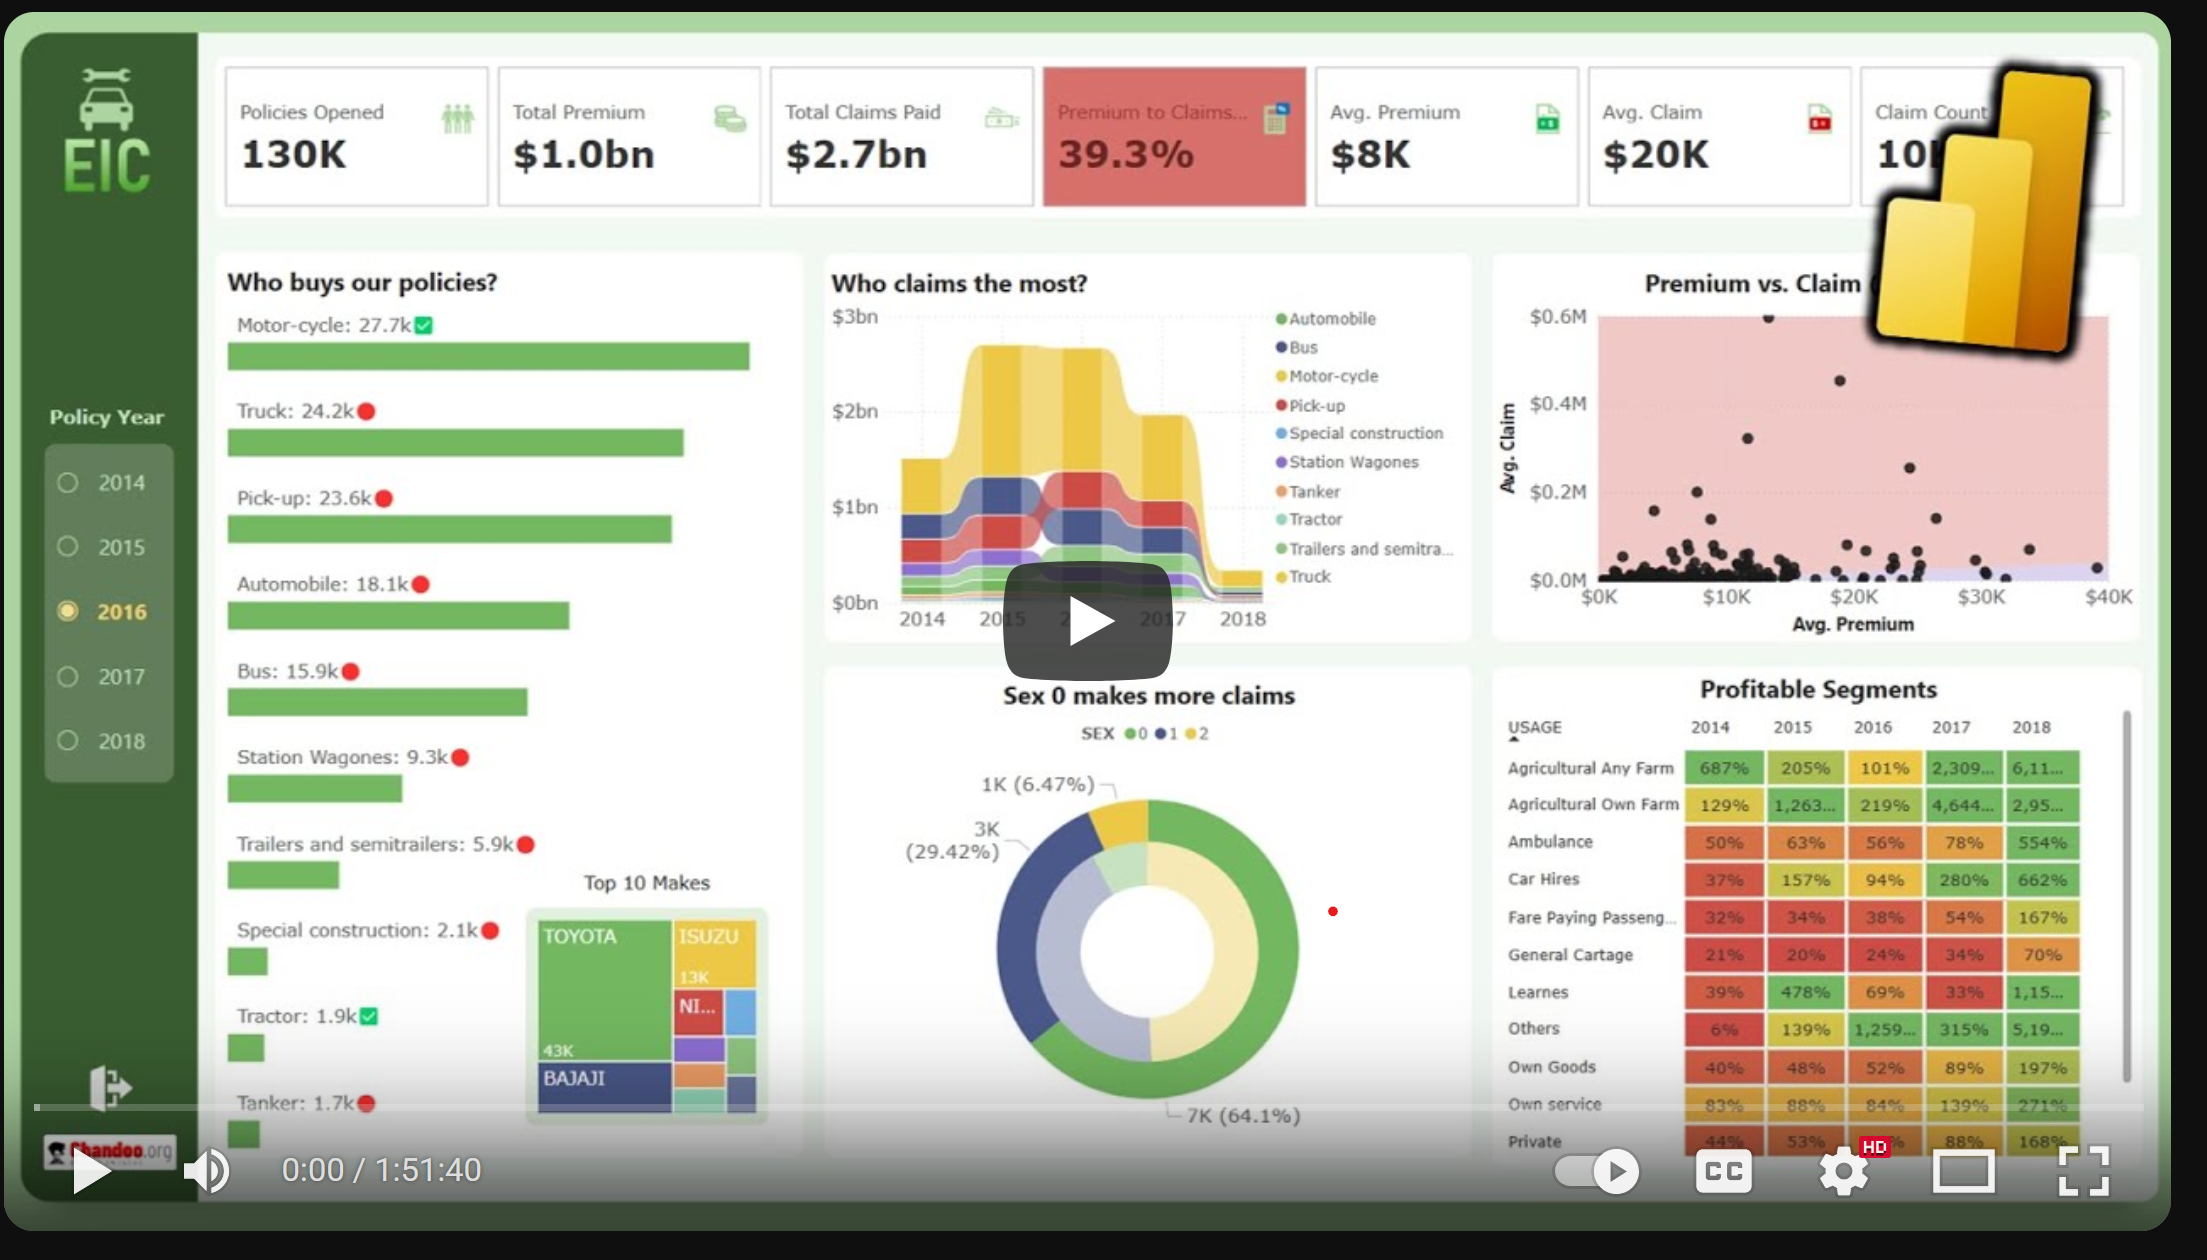 EIC
Policy Year
2014
2015
2016
2017
2018
Chandoo.org
Policies Opened
130K
Total Premium
$1.0bn
Total Claims Paid
$2.7bn
Premium to Claims...
39.3%
Avg. Premium
$8K
Avg. Claim
$20K
Claim Count
Who buys our policies?
Motor-cycle: 27.7k
Truck: 24.2k
Pick-up: 23.6k
Automobile: 18.1k
Bus: 15.9k
Station Wagones: 9.3k
Trailers and semitrailers: 5.9k
Special construction: 2.1k
Tractor: 1.9k
Tanker: 1.7k
Top 10 Makes
TOYOTA
43K
ISUZU
13K
NI...
BAJAJI
Who claims the most?
$3bn
$2bn
$1bn
$0bn
2014
2015
2017
2018
Automobile
Bus
Motor-cycle
Pick-up
Special construction
Station Wagones
Tanker
Tractor
Trailers and semitra...
Truck
Premium vs. Claim
Avg. Claim
$0.6M
$0.4M
$0.2M
$0.0M
$0K $10K $20K $30K $40K
Avg. Premium
Sex 0 makes more claims
SEX 0 1 2
1K (6.47%)
3K
(29.42%)
7K (64.1%)
Profitable Segments
USAGE 2014 2015 2016 2017 2018
Agricultural Any Farm 687% 205% 101% 2,309... 6,11...
Agricultural Own Farm 129% 1,263... 219% 4,644... 2,95...
Ambulance 50% 63% 56% 78% 554%
Car Hires 37% 157% 94% 280% 662%
Fare Paying Passeng... 32% 34% 38% 54% 167%
General Cartage 21% 20% 24% 34% 70%
Learnes 39% 478% 69% 33% 1,15...
Others 6% 139% 1,259... 315% 5,19...
Own Goods 40% 48% 52% 89% 197%
Own service 83% 88% 84% 139% 271%
Private 44% 53% 88% 168%
0:00 / 1:51:40
CC
HD